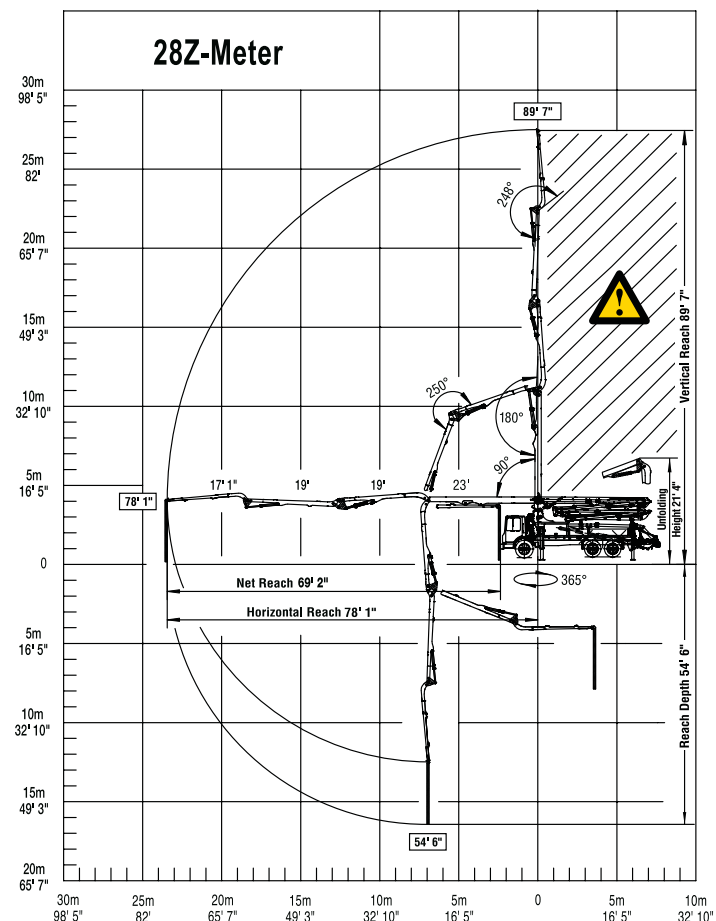 28Z-Meter
30m
98' 5"
25m
82'
20m
65' 7"
15m
49' 3"
10m
32' 10"
5m
16' 5"
0
5m
16' 5"
10m
32' 10"
15m
49' 3"
20m
65' 7"
89' 7"
248°
250°
180°
90°
17' 1"
19'
19'
23'
78' 1"
Unfolding
Height 21' 4"
Vertical Reach 89' 7"
Net Reach 69' 2"
Horizontal Reach 78' 1"
365°
Reach Depth 54' 6"
54' 6"
30m
98' 5"
25m
82'
20m
65' 7"
15m
49' 3"
10m
32' 10"
5m
16' 5"
0
5m
16' 5"
10m
32' 10"
!